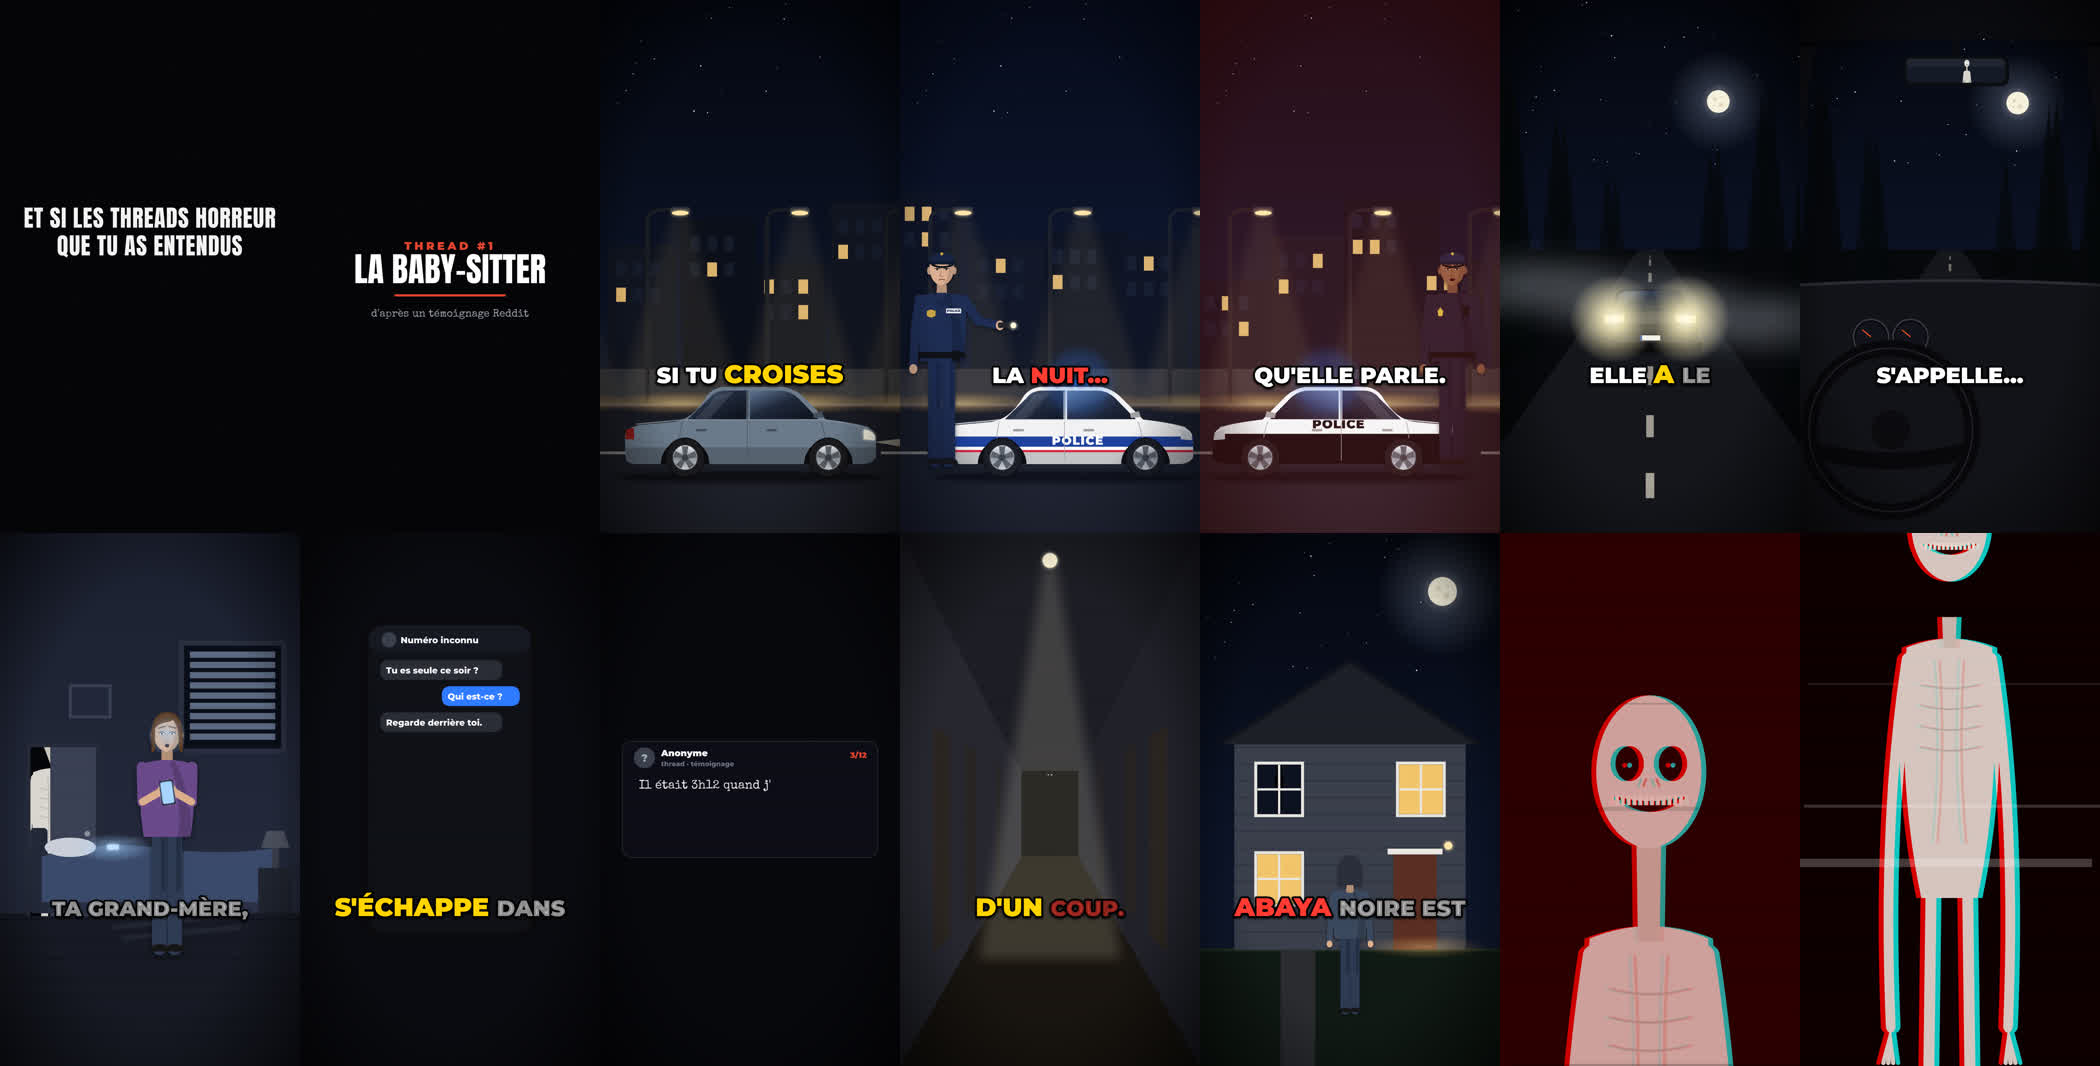 ET SI LES THREADS HORREUR
QUE TU AS ENTENDUS
THREAD #1
LA BABY-SITTER
d'après un témoignage Reddit
SI TU CROISES
POLICE
LA NUIT...
POLICE
QU'ELLE PARLE.
POLICE
ELLE A LE
S'APPELLE...
TA GRAND-MÈRE,
Numéro inconnu
Tu es seule ce soir ?
Qui est-ce ?
Regarde derrière toi.
S'ÉCHAPPE DANS
?
Anonyme
3/12
thread · témoignage
Il était 3h12 quand j'
D'UN COUP.
ABAYA NOIRE EST